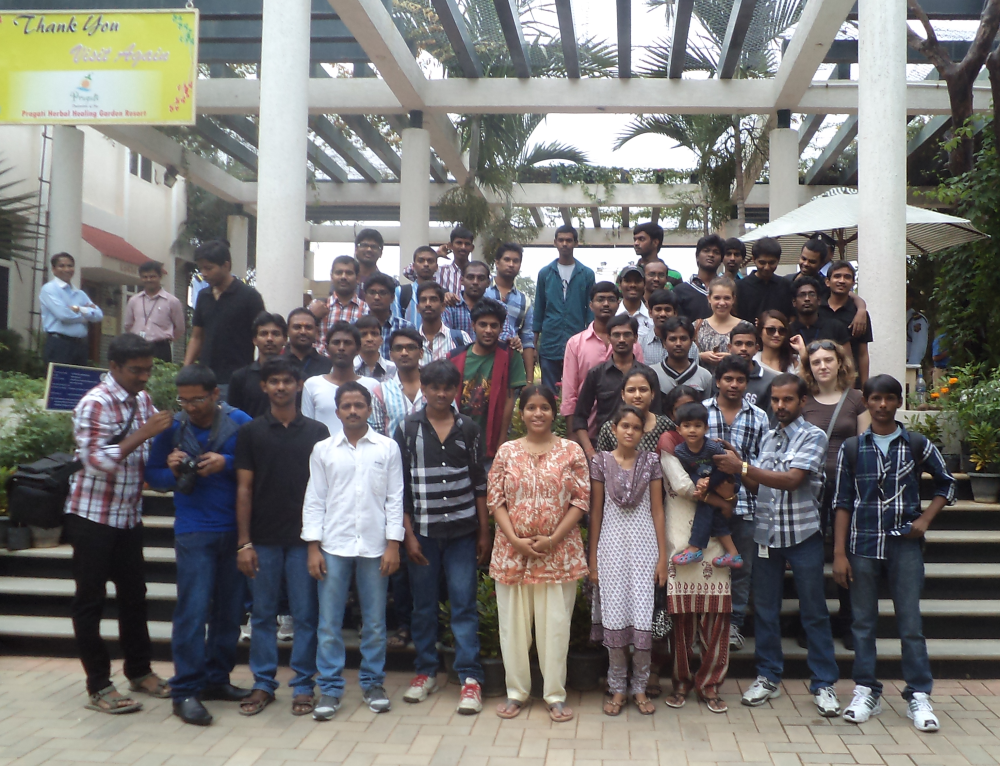 Thank You
Visit Again
Pragati
Pragati Herbal Healing Garden Resort